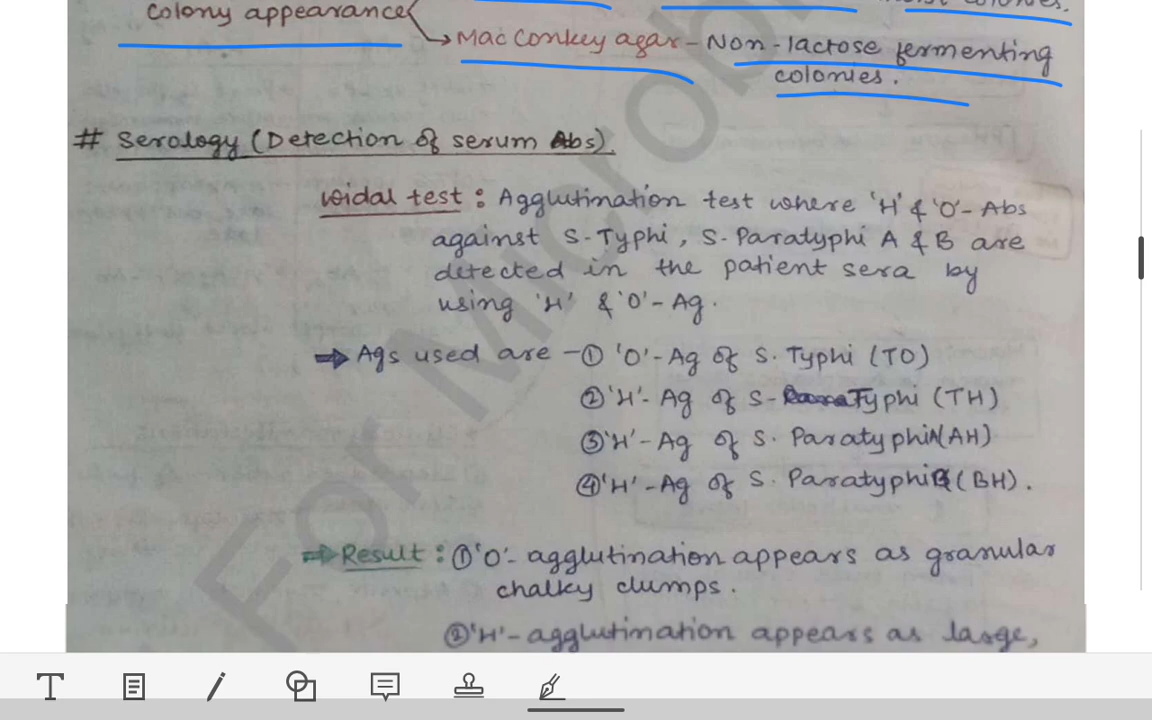 Colony appearance
→ Mac Conkey agar - Non-lactose fermenting
colonies.
# Serology (Detection of serum Abs)
Widal test : Agglutination test where 'H' & 'O'- Abs
against S-Typhi, S-Paratyphi A & B are
detected in the patient sera by
using 'H' & 'O'- Ag.
⇒ Ags used are - ① 'O'-Ag of S. Typhi (TO)
② 'H'- Ag of S- Typhi (TH)
③ 'H'-Ag of S. Paratyphi A (AH)
④ 'H'-Ag of S. Paratyphi B (BH).
⇒ Result : ① 'O'- agglutination appears as granular
chalky clumps.
② 'H'- agglutination appears as large,
For Microbi
T